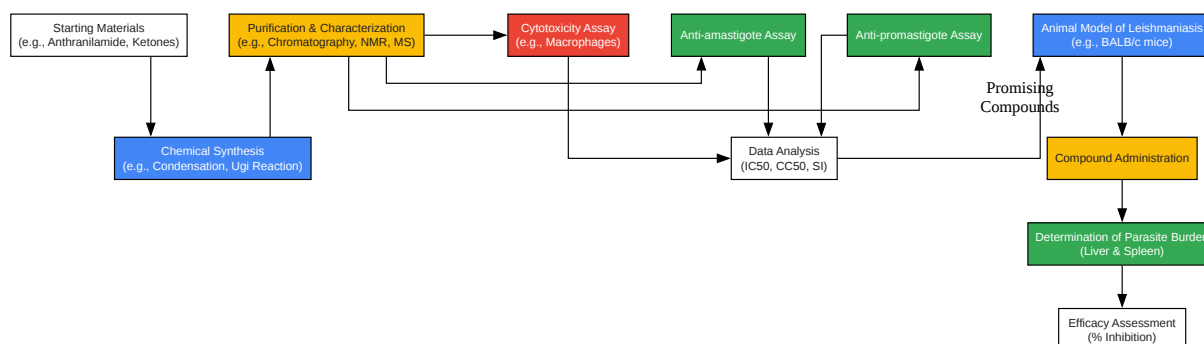 Starting Materials
(e.g., Anthranilamide, Ketones)
Purification & Characterization
(e.g., Chromatography, NMR, MS)
Cytotoxicity Assay
(e.g., Macrophages)
Anti-amastigote Assay
Anti-promastigote Assay
Animal Model of Leishmaniasis
(e.g., BALB/c mice)
Promising
Compounds
Chemical Synthesis
(e.g., Condensation, Ugi Reaction)
Data Analysis
(IC50, CC50, SI)
Compound Administration
Determination of Parasite Burden
(Liver & Spleen)
Efficacy Assessment
(% Inhibition)